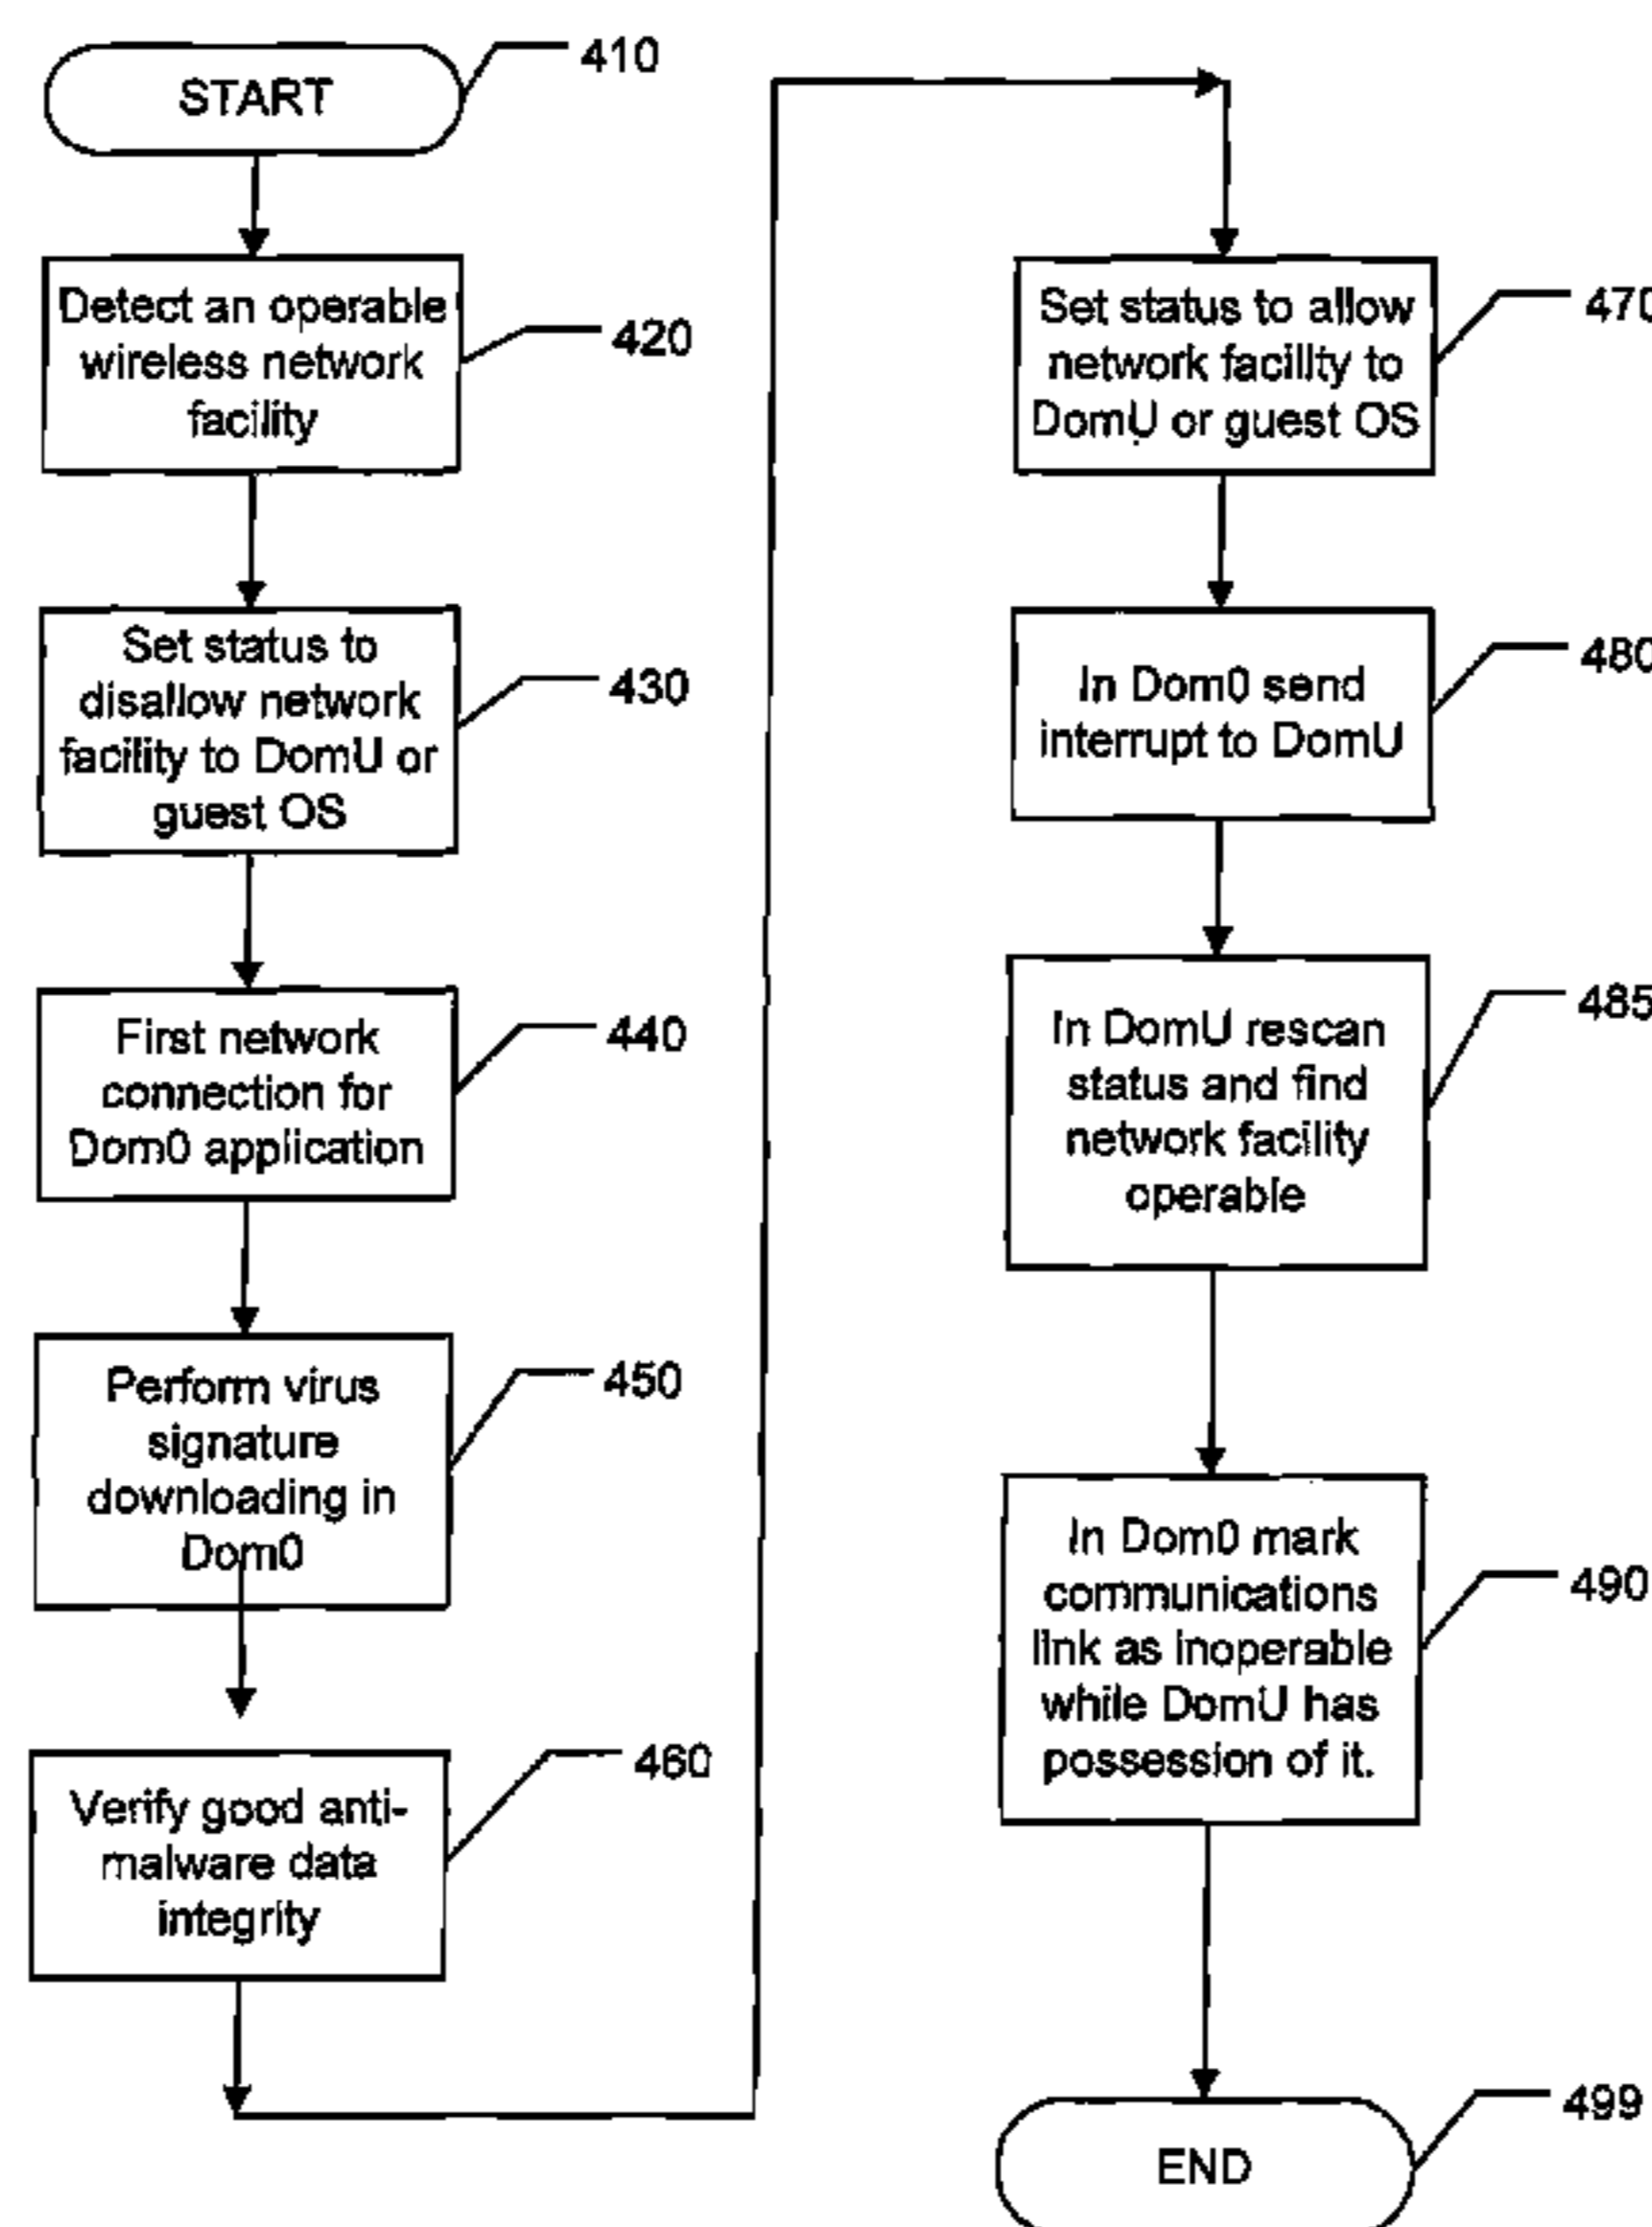 START
410
Detect an operable
wireless network
facility
420
Set status to
disallow network
facility to DomU or
guest OS
430
First network
connection for
Dom0 application
440
Perform virus
signature
downloading in
Dom0
450
Verify good anti-
malware data
integrity
460
Set status to allow
network facility to
DomU or guest OS
470
In Dom0 send
interrupt to DomU
480
In DomU rescan
status and find
network facility
operable
485
In Dom0 mark
communications
link as inoperable
while DomU has
possession of it.
490
END
499